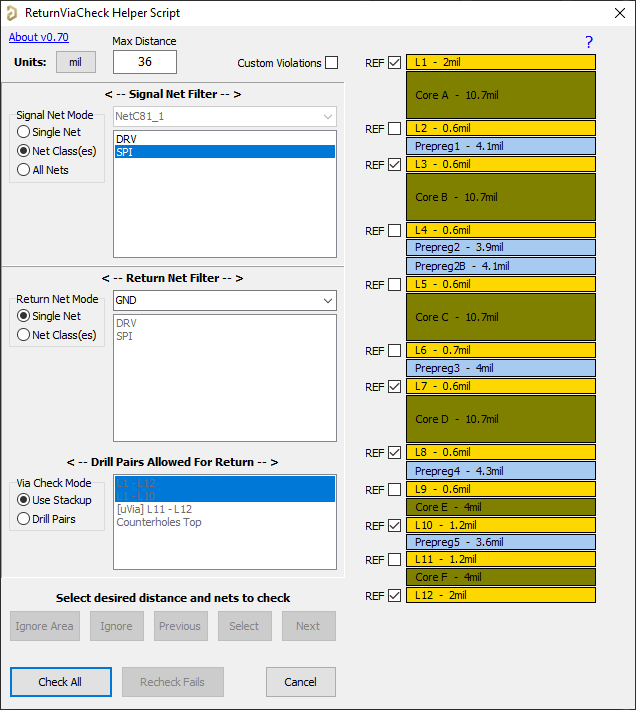 ReturnViaCheck Helper Script
About v0.70
?
Max Distance
Units:
mil
36
Custom Violations
< -- Signal Net Filter -- >
Signal Net Mode
Single Net
Net Class(es)
All Nets
NetC81_1
DRV
SPI
< -- Return Net Filter -- >
Return Net Mode
Single Net
Net Class(es)
GND
DRV
SPI
< -- Drill Pairs Allowed For Return -- >
Via Check Mode
Use Stackup
Drill Pairs
L1 - L12
L1 - L10
[uVia] L11 - L12
Counterholes Top
Select desired distance and nets to check
Ignore Area
Ignore
Previous
Select
Next
Check All
Recheck Fails
Cancel
REF L1 - 2mil
Core A - 10.7mil
REF L2 - 0.6mil
Prepreg1 - 4.1mil
REF L3 - 0.6mil
Core B - 10.7mil
REF L4 - 0.6mil
Prepreg2 - 3.9mil
Prepreg2B - 4.1mil
REF L5 - 0.6mil
Core C - 10.7mil
REF L6 - 0.7mil
Prepreg3 - 4mil
REF L7 - 0.6mil
Core D - 10.7mil
REF L8 - 0.6mil
Prepreg4 - 4.3mil
REF L9 - 0.6mil
Core E - 4mil
REF L10 - 1.2mil
Prepreg5 - 3.6mil
REF L11 - 1.2mil
Core F - 4mil
REF L12 - 2mil